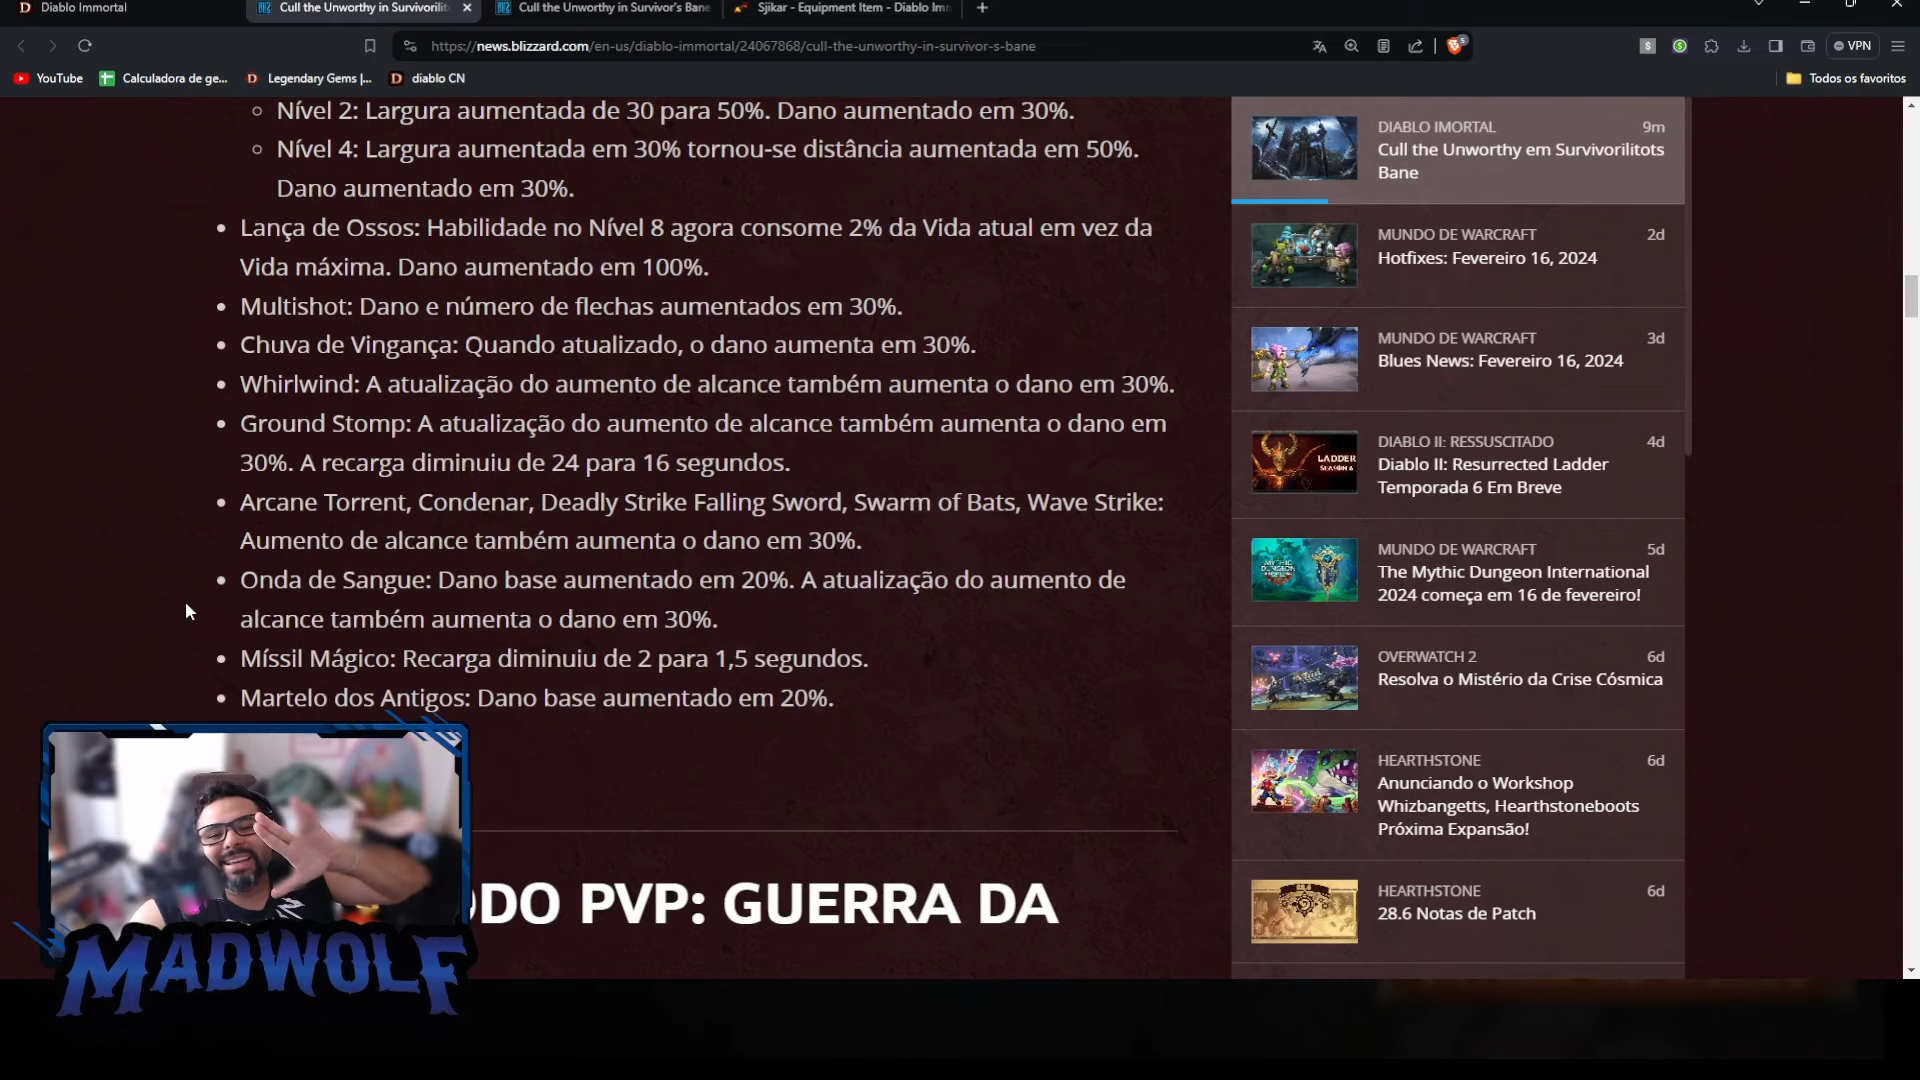 Diablo Immortal
Cull the Unworthy in Survivorilit
Cull the Unworthy in Survivor's Bane
Sjikar - Equipment Item - Diablo Imm
https://news.blizzard.com/en-us/diablo-immortal/24067868/cull-the-unworthy-in-survivor-s-bane
5
VPN
YouTube
Calculadora de ge...
Legendary Gems |...
diablo CN
Todos os favoritos
Nível 2: Largura aumentada de 30 para 50%. Dano aumentado em 30%.
Nível 4: Largura aumentada em 30% tornou-se distância aumentada em 50%.
Dano aumentado em 30%.
Lança de Ossos: Habilidade no Nível 8 agora consome 2% da Vida atual em vez da
Vida máxima. Dano aumentado em 100%.
Multishot: Dano e número de flechas aumentados em 30%.
Chuva de Vingança: Quando atualizado, o dano aumenta em 30%.
Whirlwind: A atualização do aumento de alcance também aumenta o dano em 30%.
Ground Stomp: A atualização do aumento de alcance também aumenta o dano em
30%. A recarga diminuiu de 24 para 16 segundos.
Arcane Torrent, Condenar, Deadly Strike Falling Sword, Swarm of Bats, Wave Strike:
Aumento de alcance também aumenta o dano em 30%.
Onda de Sangue: Dano base aumentado em 20%. A atualização do aumento de
alcance também aumenta o dano em 30%.
Míssil Mágico: Recarga diminuiu de 2 para 1,5 segundos.
Martelo dos Antigos: Dano base aumentado em 20%.
ODO PVP: GUERRA DA
MADWOLF
DIABLO IMORTAL 9m
Cull the Unworthy em Survivorilitots
Bane
MUNDO DE WARCRAFT 2d
Hotfixes: Fevereiro 16, 2024
MUNDO DE WARCRAFT 3d
Blues News: Fevereiro 16, 2024
LADDER
SEASON 6
DIABLO II: RESSUSCITADO 4d
Diablo II: Resurrected Ladder
Temporada 6 Em Breve
MYTHIC
DUNGEON
MUNDO DE WARCRAFT 5d
The Mythic Dungeon International
2024 começa em 16 de fevereiro!
OVERWATCH 2 6d
Resolva o Mistério da Crise Cósmica
HEARTHSTONE 6d
Anunciando o Workshop
Whizbangetts, Hearthstoneboots
Próxima Expansão!
28.6
HEARTHSTONE 6d
28.6 Notas de Patch